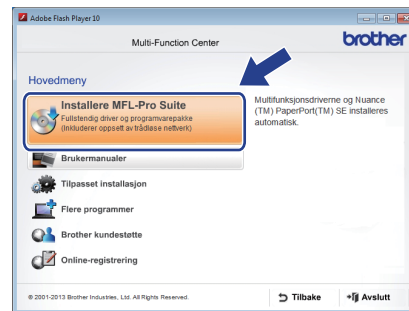 Adobe Flash Player 10
Multi-Function Center
brother
Hovedmeny
Installere MFL-Pro Suite
Fullstendig driver og programvarepakke
(Inkluderer oppsett av trådløse nettverk)
Multifunksjonsdriverne og Nuance
(TM) PaperPort(TM) SE installeres
automatisk.
Brukermanualer
Tilpasset installasjon
Flere programmer
Brother kundestøtte
Online-registrering
© 2001-2013 Brother Industries, Ltd. All Rights Reserved.
Tilbake
Avslutt